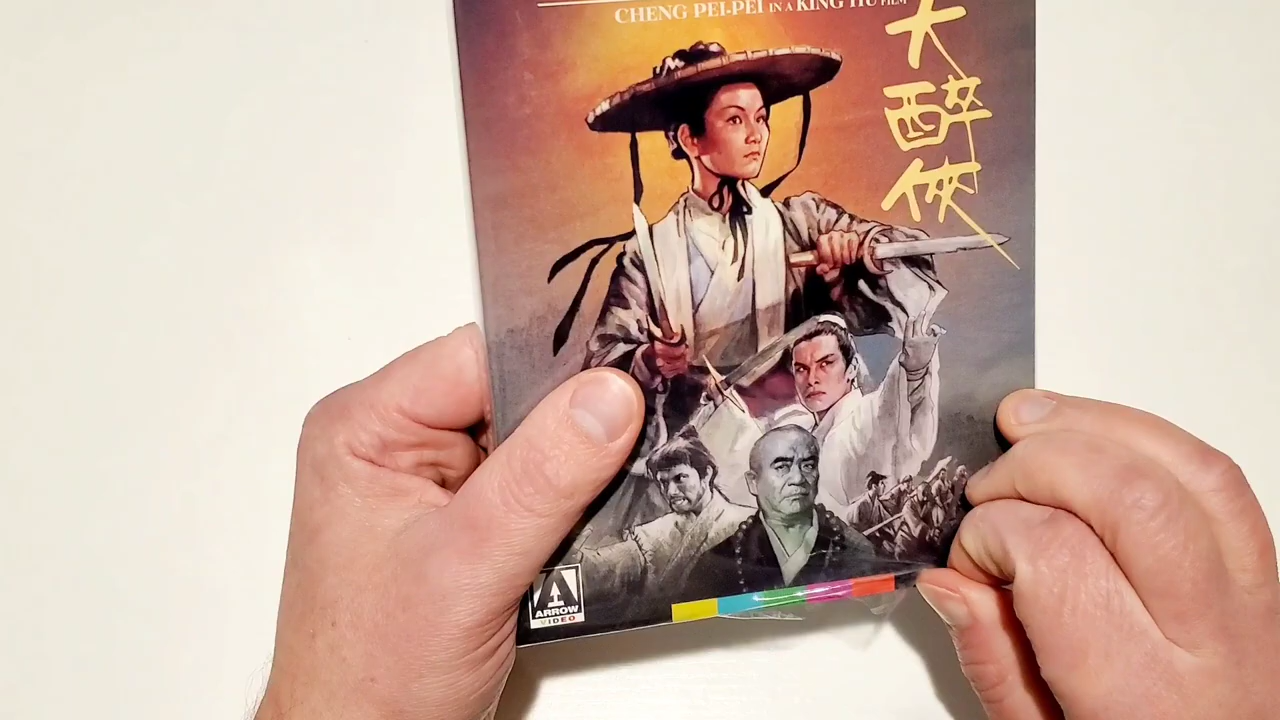 CHENG PEI-PEI IN A KING HU FILM
大醉俠
ARROW
VIDEO